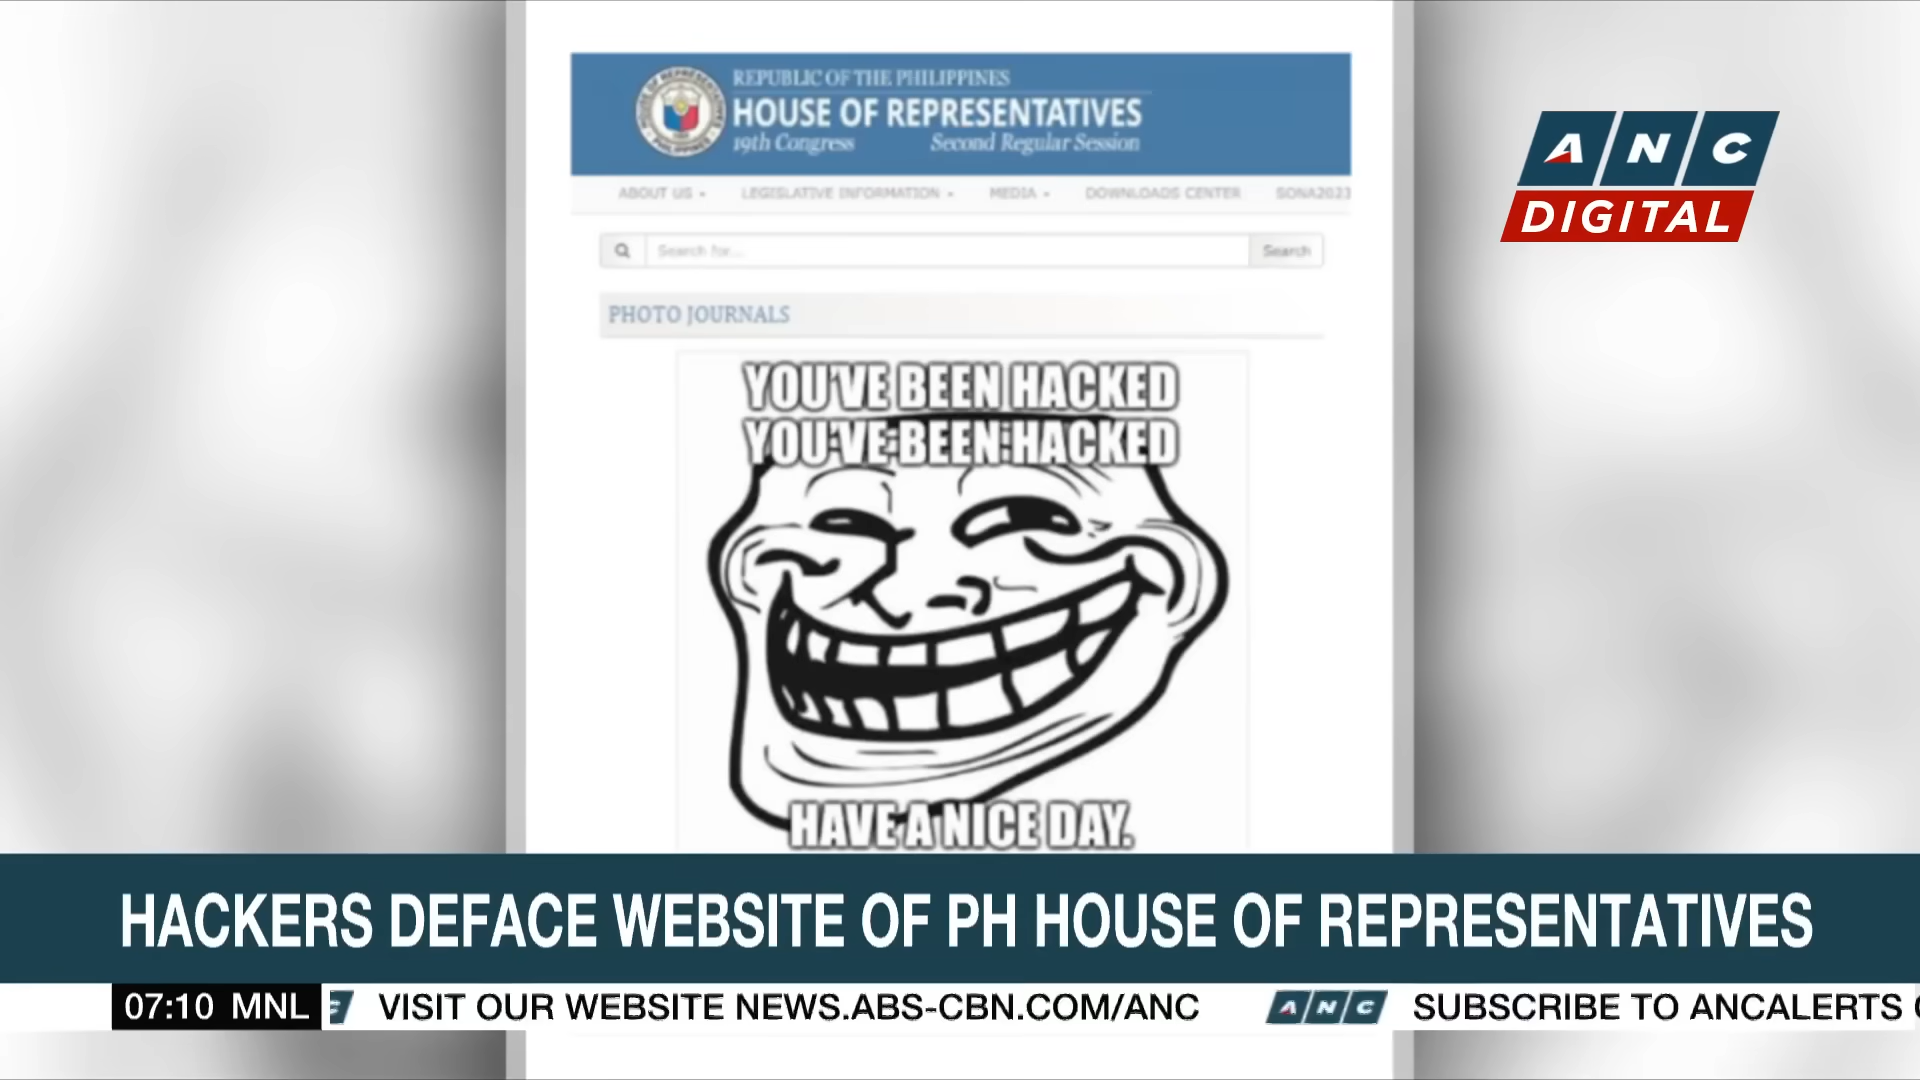 REPUBLIC OF THE PHILIPPINES
HOUSE OF REPRESENTATIVES
19th Congress Second Regular Session
ABOUT US LEGISLATIVE INFORMATION MEDIA DOWNLOADS CENTER SONA2023
Search for... Search
PHOTO JOURNALS
YOU'VE BEEN HACKED
YOU'VE BEEN HACKED
HAVE A NICE DAY.
ANC
DIGITAL
HACKERS DEFACE WEBSITE OF PH HOUSE OF REPRESENTATIVES
07:10 MNL C VISIT OUR WEBSITE NEWS.ABS-CBN.COM/ANC ANC SUBSCRIBE TO ANCALERTS